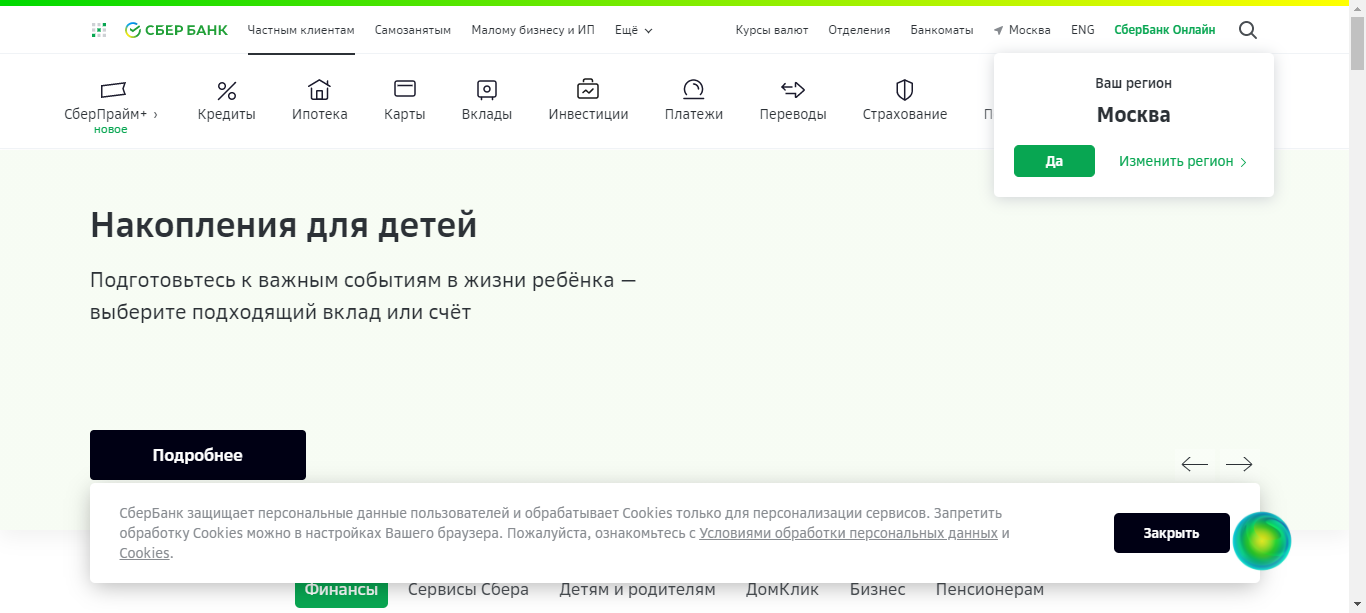 СБЕР БАНК
Частным клиентам
Самозанятым
Малому бизнесу и ИП
Ещё
Курсы валют
Отделения
Банкоматы
Москва
ENG
СберБанк Онлайн
СберПрайм+ ›
новое
Кредиты
Ипотека
Карты
Вклады
Инвестиции
Платежи
Переводы
Страхование
Ваш регион
Москва
Да
Изменить регион
Накопления для детей
Подготовьтесь к важным событиям в жизни ребёнка —
выберите подходящий вклад или счёт
Подробнее
СберБанк защищает персональные данные пользователей и обрабатывает Cookies только для персонализации сервисов. Запретить
обработку Cookies можно в настройках Вашего браузера. Пожалуйста, ознакомьтесь с Условиями обработки персональных данных и
Cookies.
Закрыть
Финансы
Сервисы Сбера
Детям и родителям
ДомКлик
Бизнес
Пенсионерам